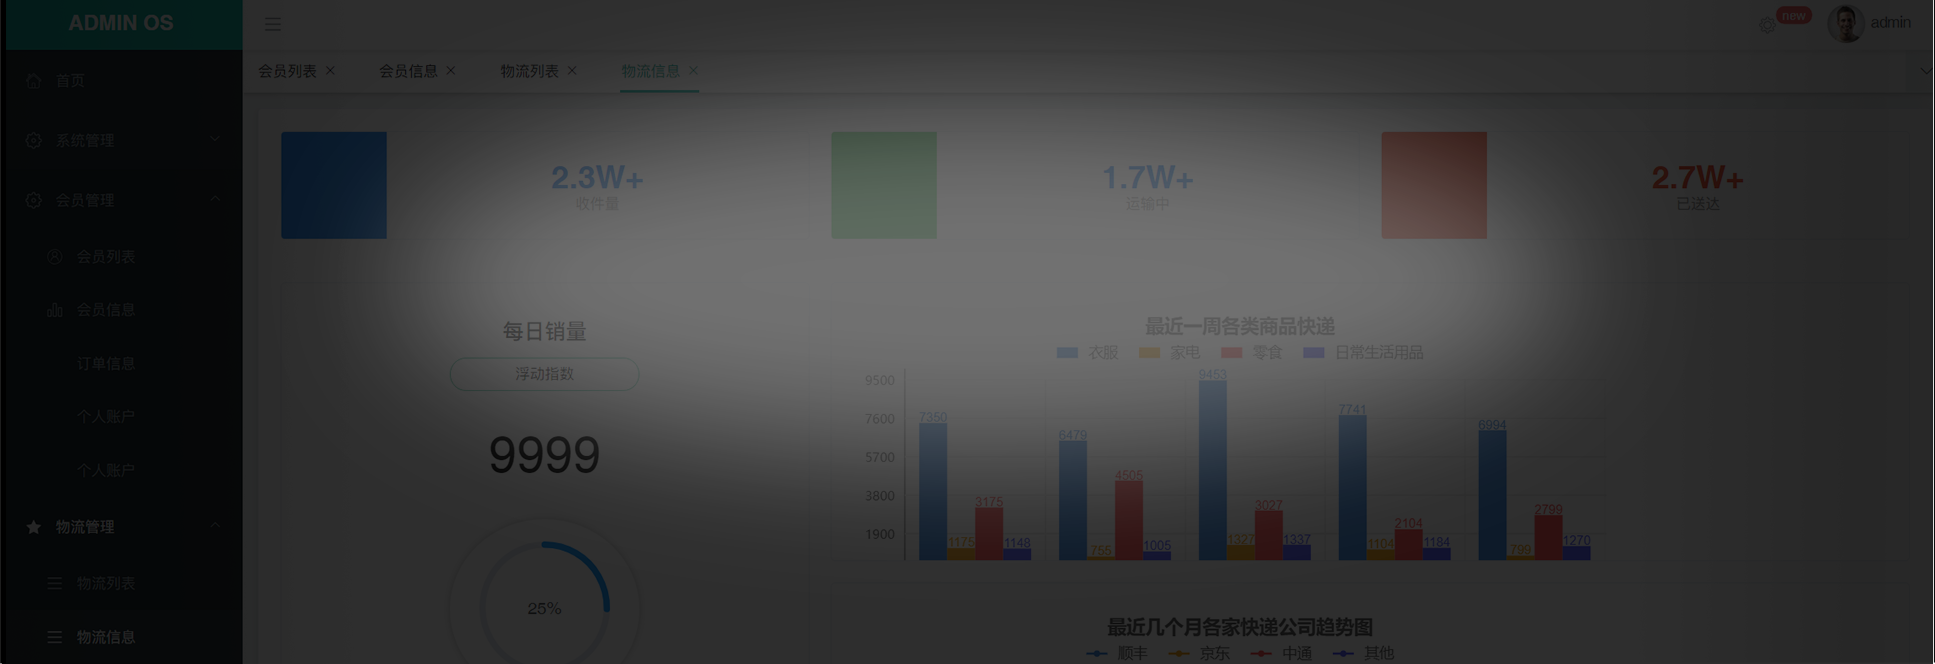 ADMIN OS
new
admin
首页
系统管理
会员管理
会员列表
会员信息
订单信息
个人账户
个人账户
物流管理
物流列表
物流信息
会员列表
会员信息
物流列表
物流信息
2.3W+
收件量
1.7W+
运输中
2.7W+
已送达
每日销量
浮动指数
9999
25%
最近一周各类商品快递
衣服 家电 零食 日常生活用品
9500
7600
5700
3800
1900
7350 1175 3175 1148
6479 755 4505 1005
9453 1327 3027 1337
7741 1104 2104 1184
6994 799 2799 1270
最近几个月各家快递公司趋势图
顺丰 京东 中通 其他